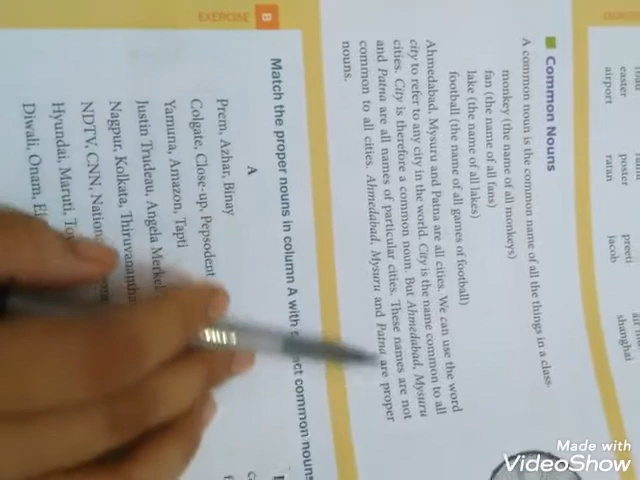 easter poster preeti
airport ratan jacob shanghai
Common Nouns
A common noun is the common name of all the things in a class.
monkey (the name of all monkeys)
fan (the name of all fans)
lake (the name of all lakes)
football (the name of all games of football)
Ahmedabad, Mysuru and Patna are all cities. We can use the word
city to refer to any city in the world. City is the name common to all
cities. City is therefore a common noun. But Ahmedabad, Mysuru
and Patna are all names of particular cities. These names are not
common to all cities. Ahmedabad, Mysuru and Patna are proper
nouns.
EXERCISE B
Match the proper nouns in column A with common nouns
A
Prem, Azhar, Binay
Colgate, Close-up, Pepsodent
Yamuna, Amazon, Tapti
Justin Trudeau, Angela Merkel
Nagpur, Kolkata,
NDTV, CNN,
Hyundai, Maruti,
Diwali, Onam,
Made with
VideoShow